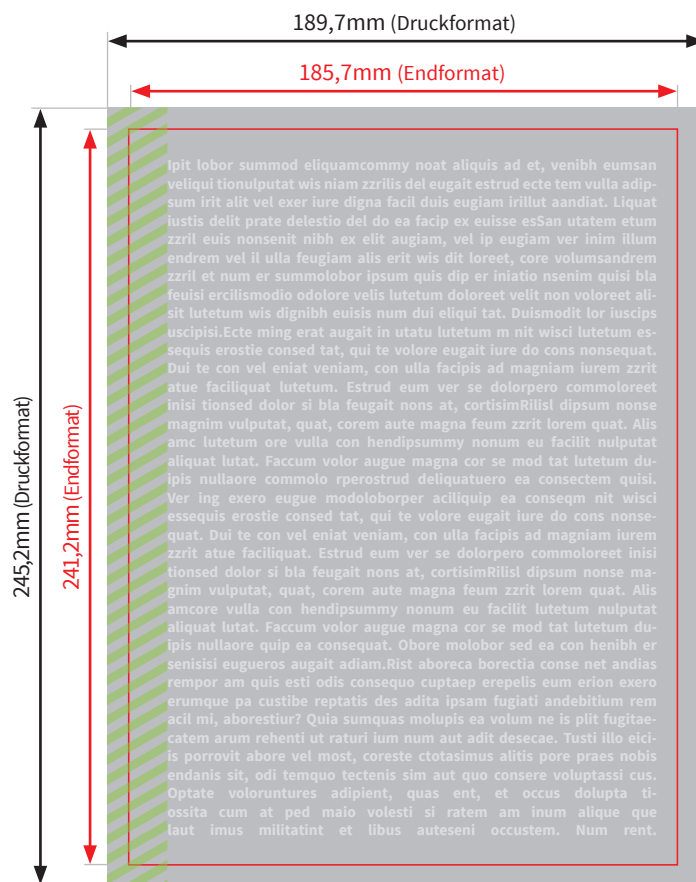 189,7mm (Druckformat)
185,7mm (Endformat)
245,2mm (Druckformat)
241,2mm (Endformat)
Ipit lobor summod eliquamcommy noat aliquis ad et, venibh eumsan
veliqui tionulputat wis niam zzrilis del eugait estrud ecte tem vulla adip-
sum irit alit vel exer iure digna facil duis eugiam irillut aandiat. Liquat
iustis delit prate delestio del do ea facip ex euisse esSan utatem etum
zzril euis nonsenit nibh ex elit augiam, vel ip eugiam ver inim illum
endrem vel il ulla feugiam alis erit wis dit loreet, core volumsandrem
zzril et num er summolobor ipsum quis dip er iniatio nsenim quisi bla
feuisi ercilismodio odolore velis lutetum doloreet velit non voloreet ali-
sit lutetum wis dignibh euisis num dui eliqui tat. Duismodit lor iuscips
uscipisi.Ecte ming erat augait in utatu lutetum m nit wisci lutetum es-
sequis erostie consed tat, qui te volore eugait iure do cons nonsequat.
Dui te con vel eniat veniam, con ulla facipis ad magniam iurem zzrit
atue faciliquat lutetum. Estrud eum ver se dolorpero commoloreet
inisi tionsed dolor si bla feugait nons at, cortisimRilisl dipsum nonse
magnim vulputat, quat, corem aute magna feum zzrit lorem quat. Alis
amc lutetum ore vulla con hendipsummy nonum eu facilit nulputat
aliquat lutat. Faccum volor augue magna cor se mod tat lutetum du-
ipis nullaore commolo rperostrud deliquatuero ea consectem quisi.
Ver ing exero eugue modoloborper aciliquip ea conseqm nit wisci
essequis erostie consed tat, qui te volore eugait iure do cons nonse-
quat. Dui te con vel eniat veniam, con ulla facipis ad magniam iurem
zzrit atue faciliquat. Estrud eum ver se dolorpero commoloreet inisi
tionsed dolor si bla feugait nons at, cortisimRilisl dipsum nonse ma-
gnim vulputat, quat, corem aute magna feum zzrit lorem quat. Alis
amcore vulla con hendipsummy nonum eu facilit lutetum nulputat
aliquat lutat. Faccum volor augue magna cor se mod tat lutetum du-
ipis nullaore quip ea consequat. Obore molobor sed ea con henibh er
senisisi eugueros augait adiam.Rist aboreca borectia conse net andias
rempor am quis esti odis consequo cuptaep erepelis eum erion exero
erumque pa custibe reptatis des adita ipsam fugiati andebitium rem
acil mi, aborestiur? Quia sumquas molupis ea volum ne is plit fugitae-
catem arum rehenti ut raturi ium num aut adit desecae. Tusti illo eici-
is porrovit abore vel most, coreste ctotasimus alitis pore praes nobis
endanis sit, odi temquo tectenis sim aut quo consere voluptassi cus.
Optate voloruntures adipient, quas ent, et occus dolupta ti-
ossita cum at ped maio volesti si ratem am inum alique que
laut imus militatint et libus auteseni occustem. Num rent.